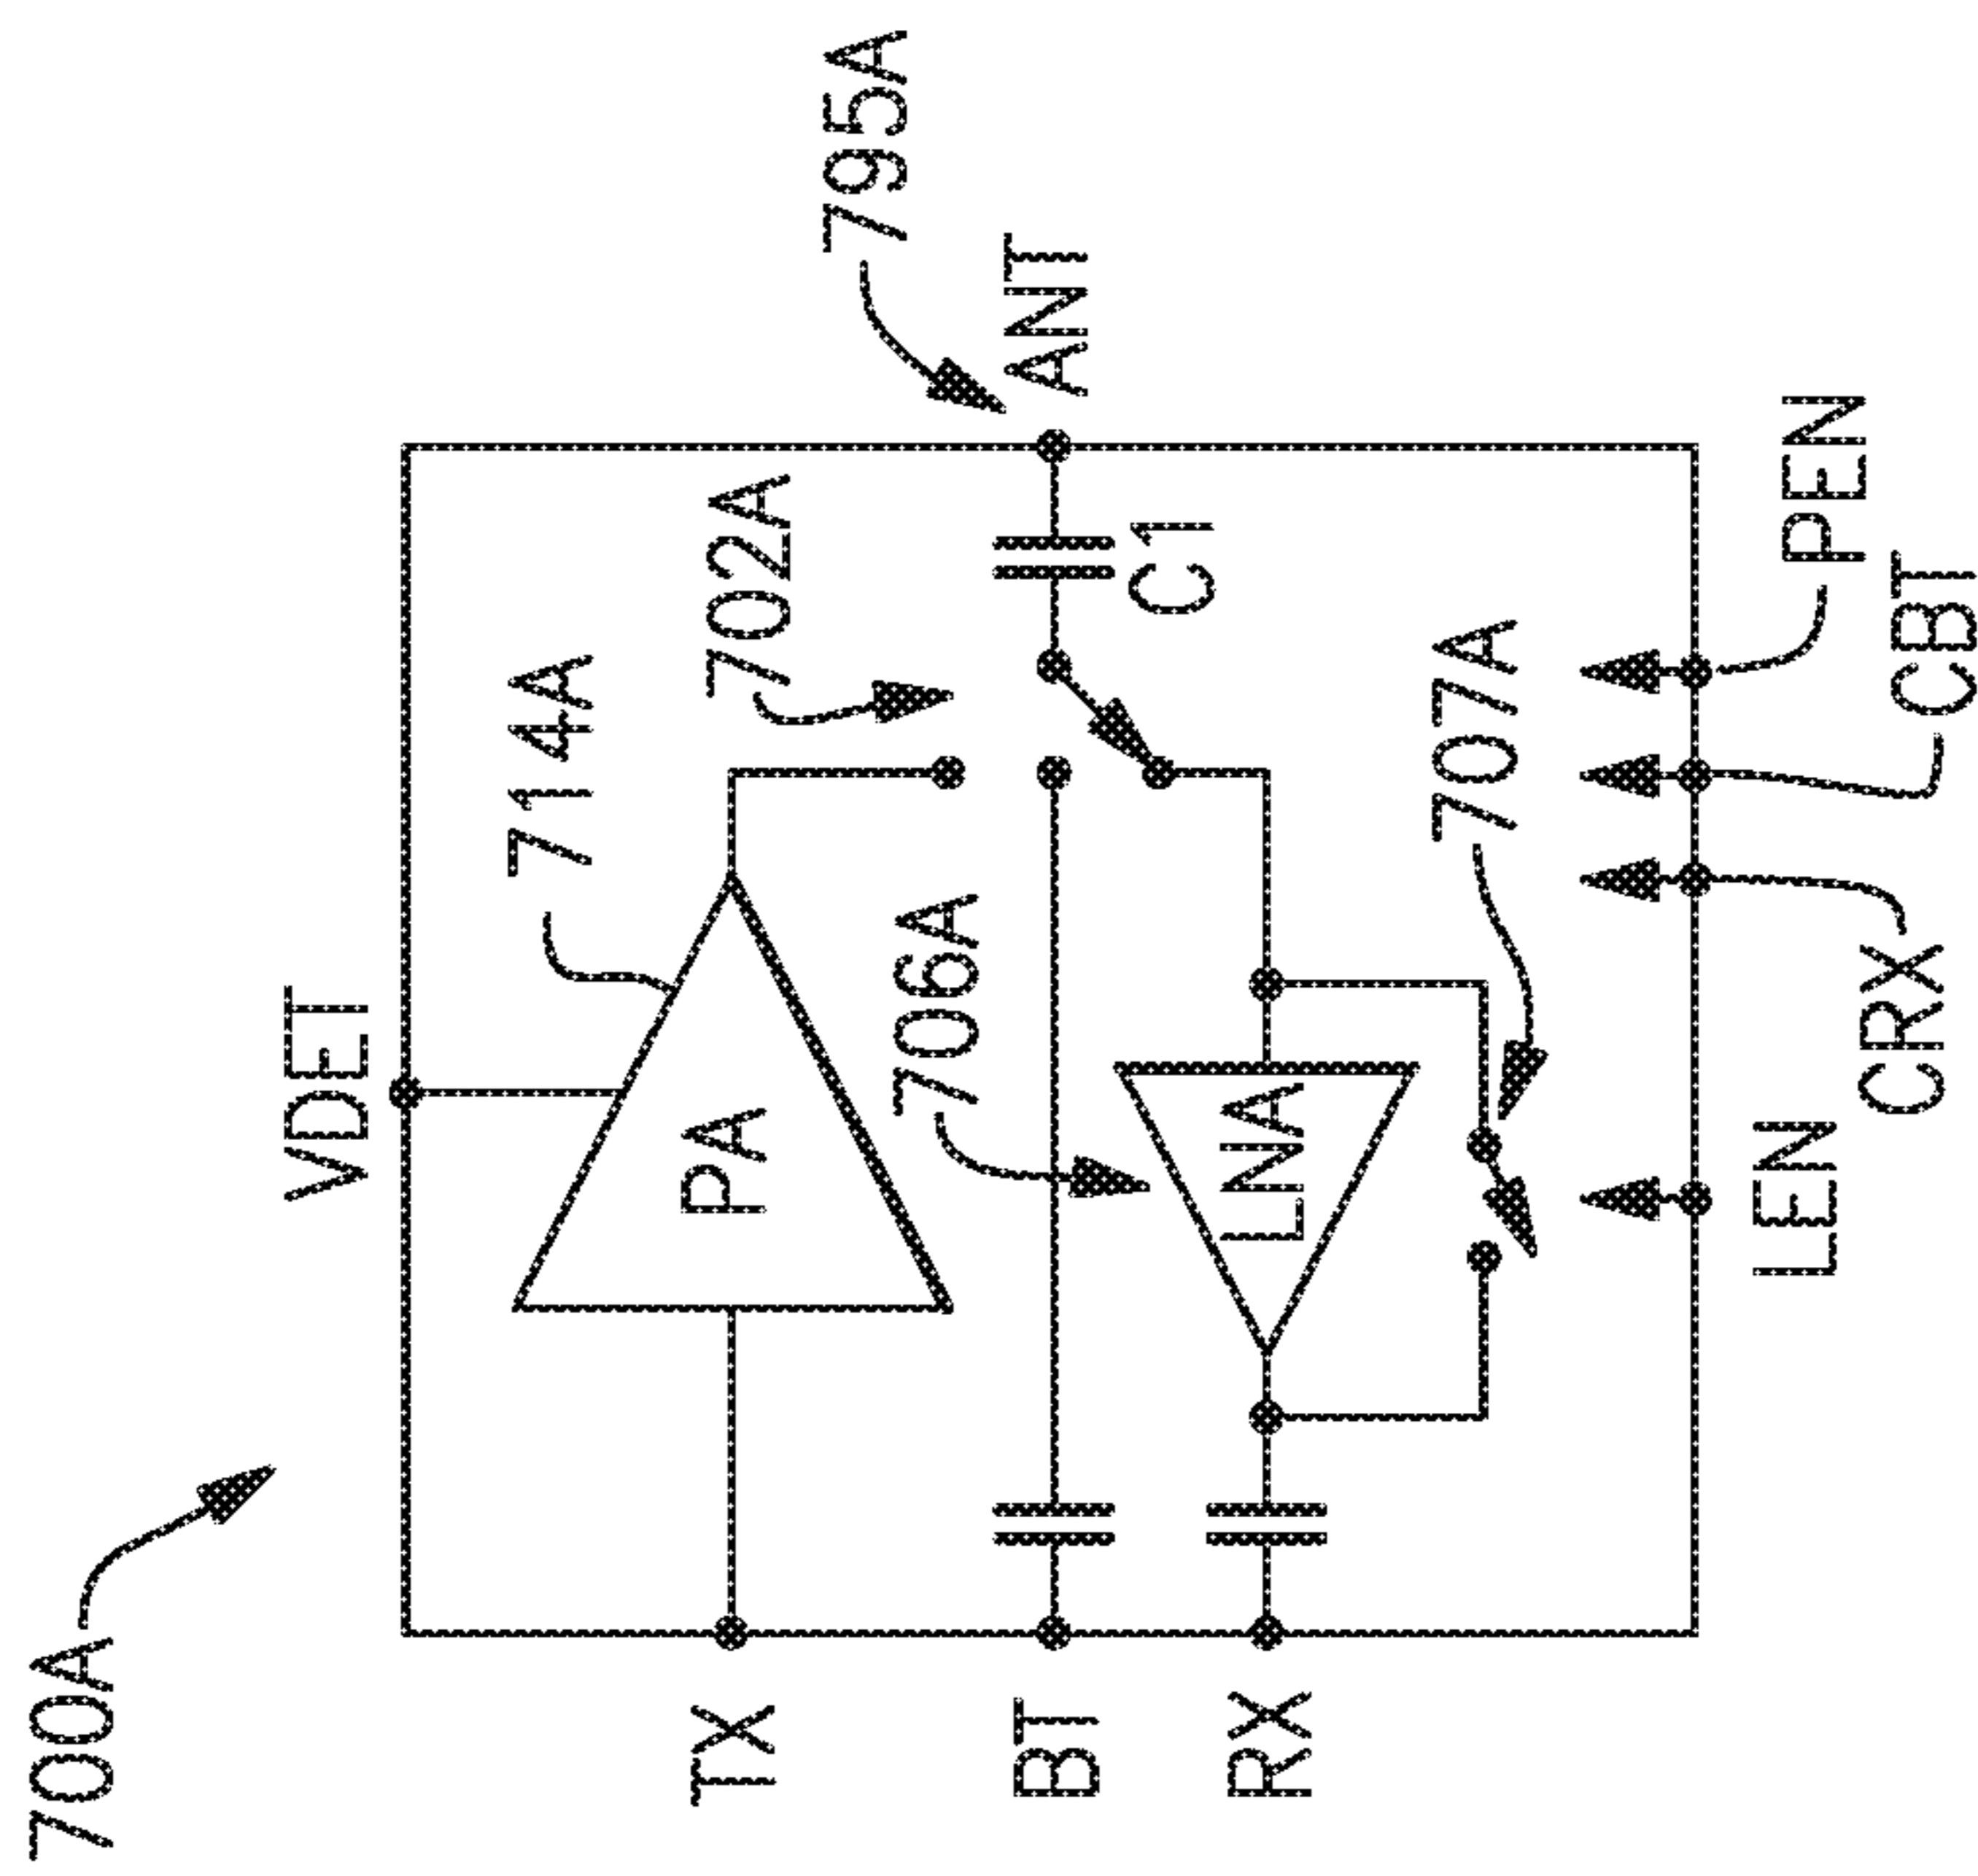 700A
VDET
714A
702A
795A
PA
706A
TX
BT
RX
LNA
C1
ANT
707A
LEN
CRX
CBT
PEN